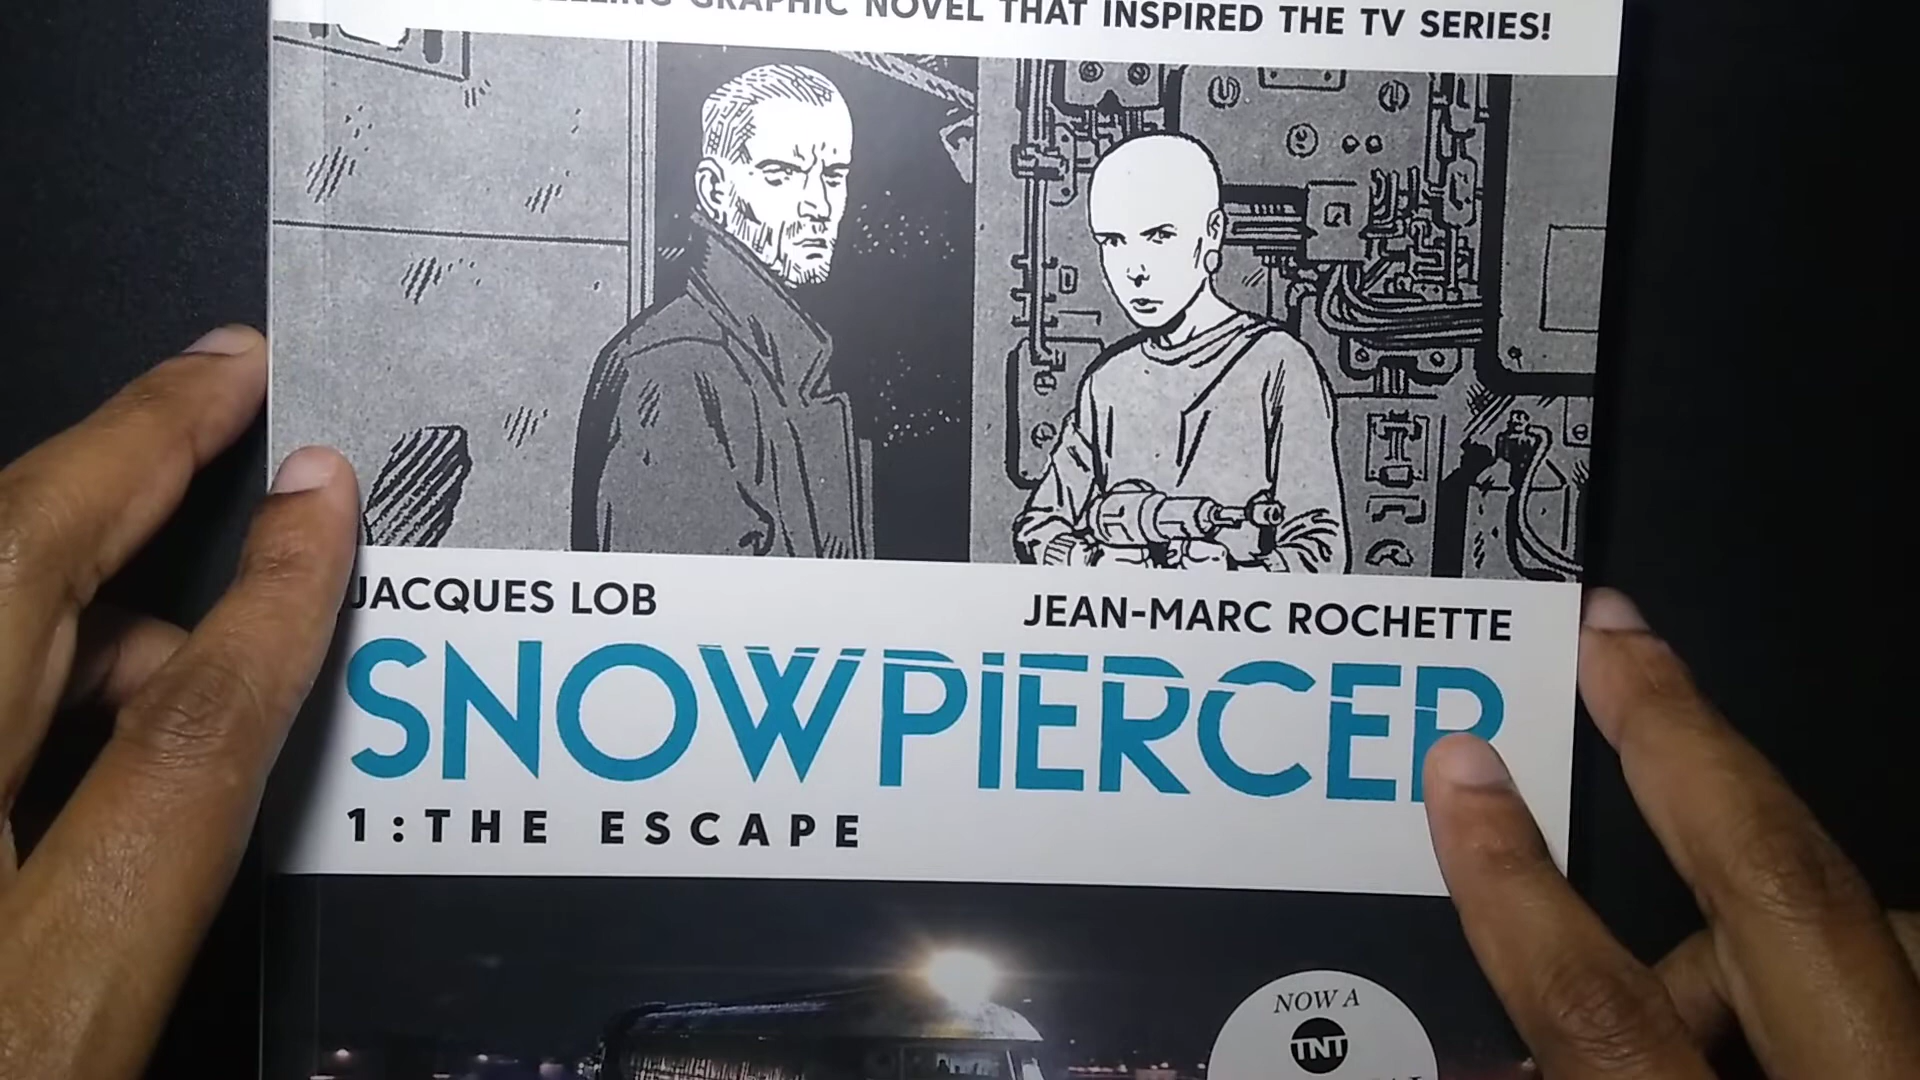 GRAPHIC NOVEL THAT INSPIRED THE TV SERIES!
JACQUES LOB
JEAN-MARC ROCHETTE
SNOWPIERCER
1: THE ESCAPE
NOW A
TNT